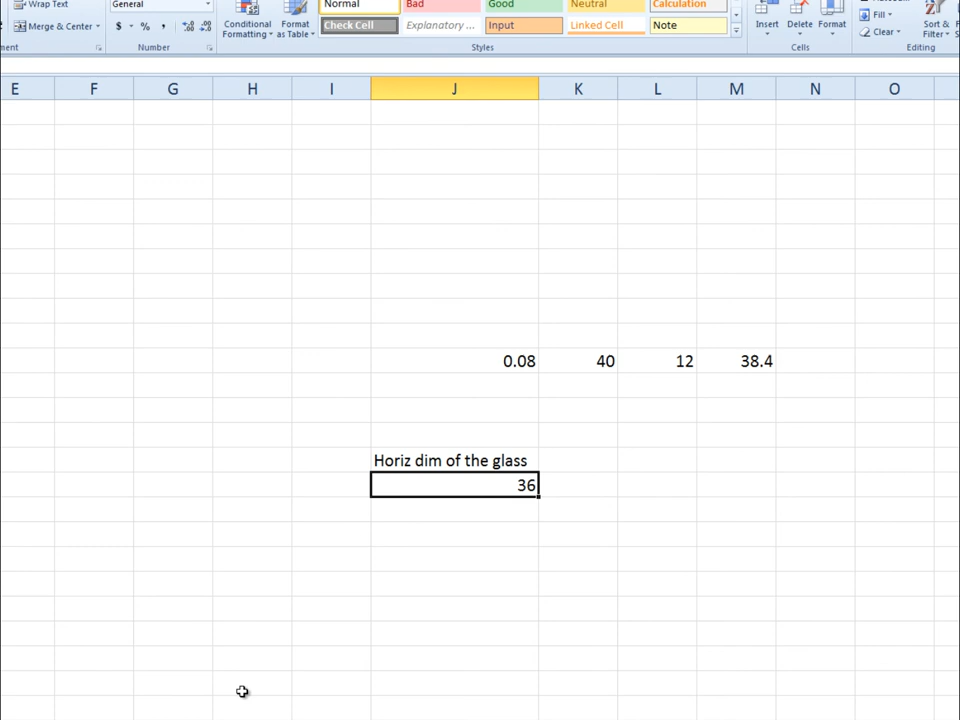 Wrap Text
General
Normal
Bad
Good
Neutral
Calculation
Merge & Center
$
%
,
Conditional
Formatting
Format
as Table
Check Cell
Explanatory ...
Input
Linked Cell
Note
Insert
Delete
Format
Fill
Clear
Sort &
Filter
Number
Styles
Cells
Editing
E F G H I J K L M N O
0.08 40 12 38.4
Horiz dim of the glass
36